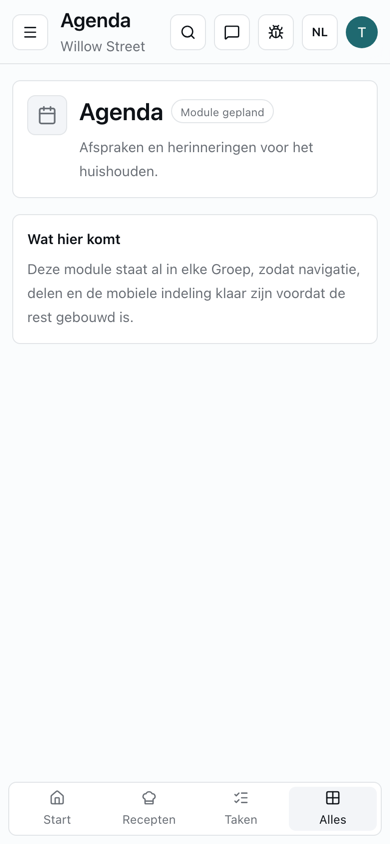 Agenda
Willow Street
NL
T
Agenda
Module gepland
Afspraken en herinneringen voor het
huishouden.
Wat hier komt
Deze module staat al in elke Groep, zodat navigatie,
delen en de mobiele indeling klaar zijn voordat de
rest gebouwd is.
Start
Recepten
Taken
Alles